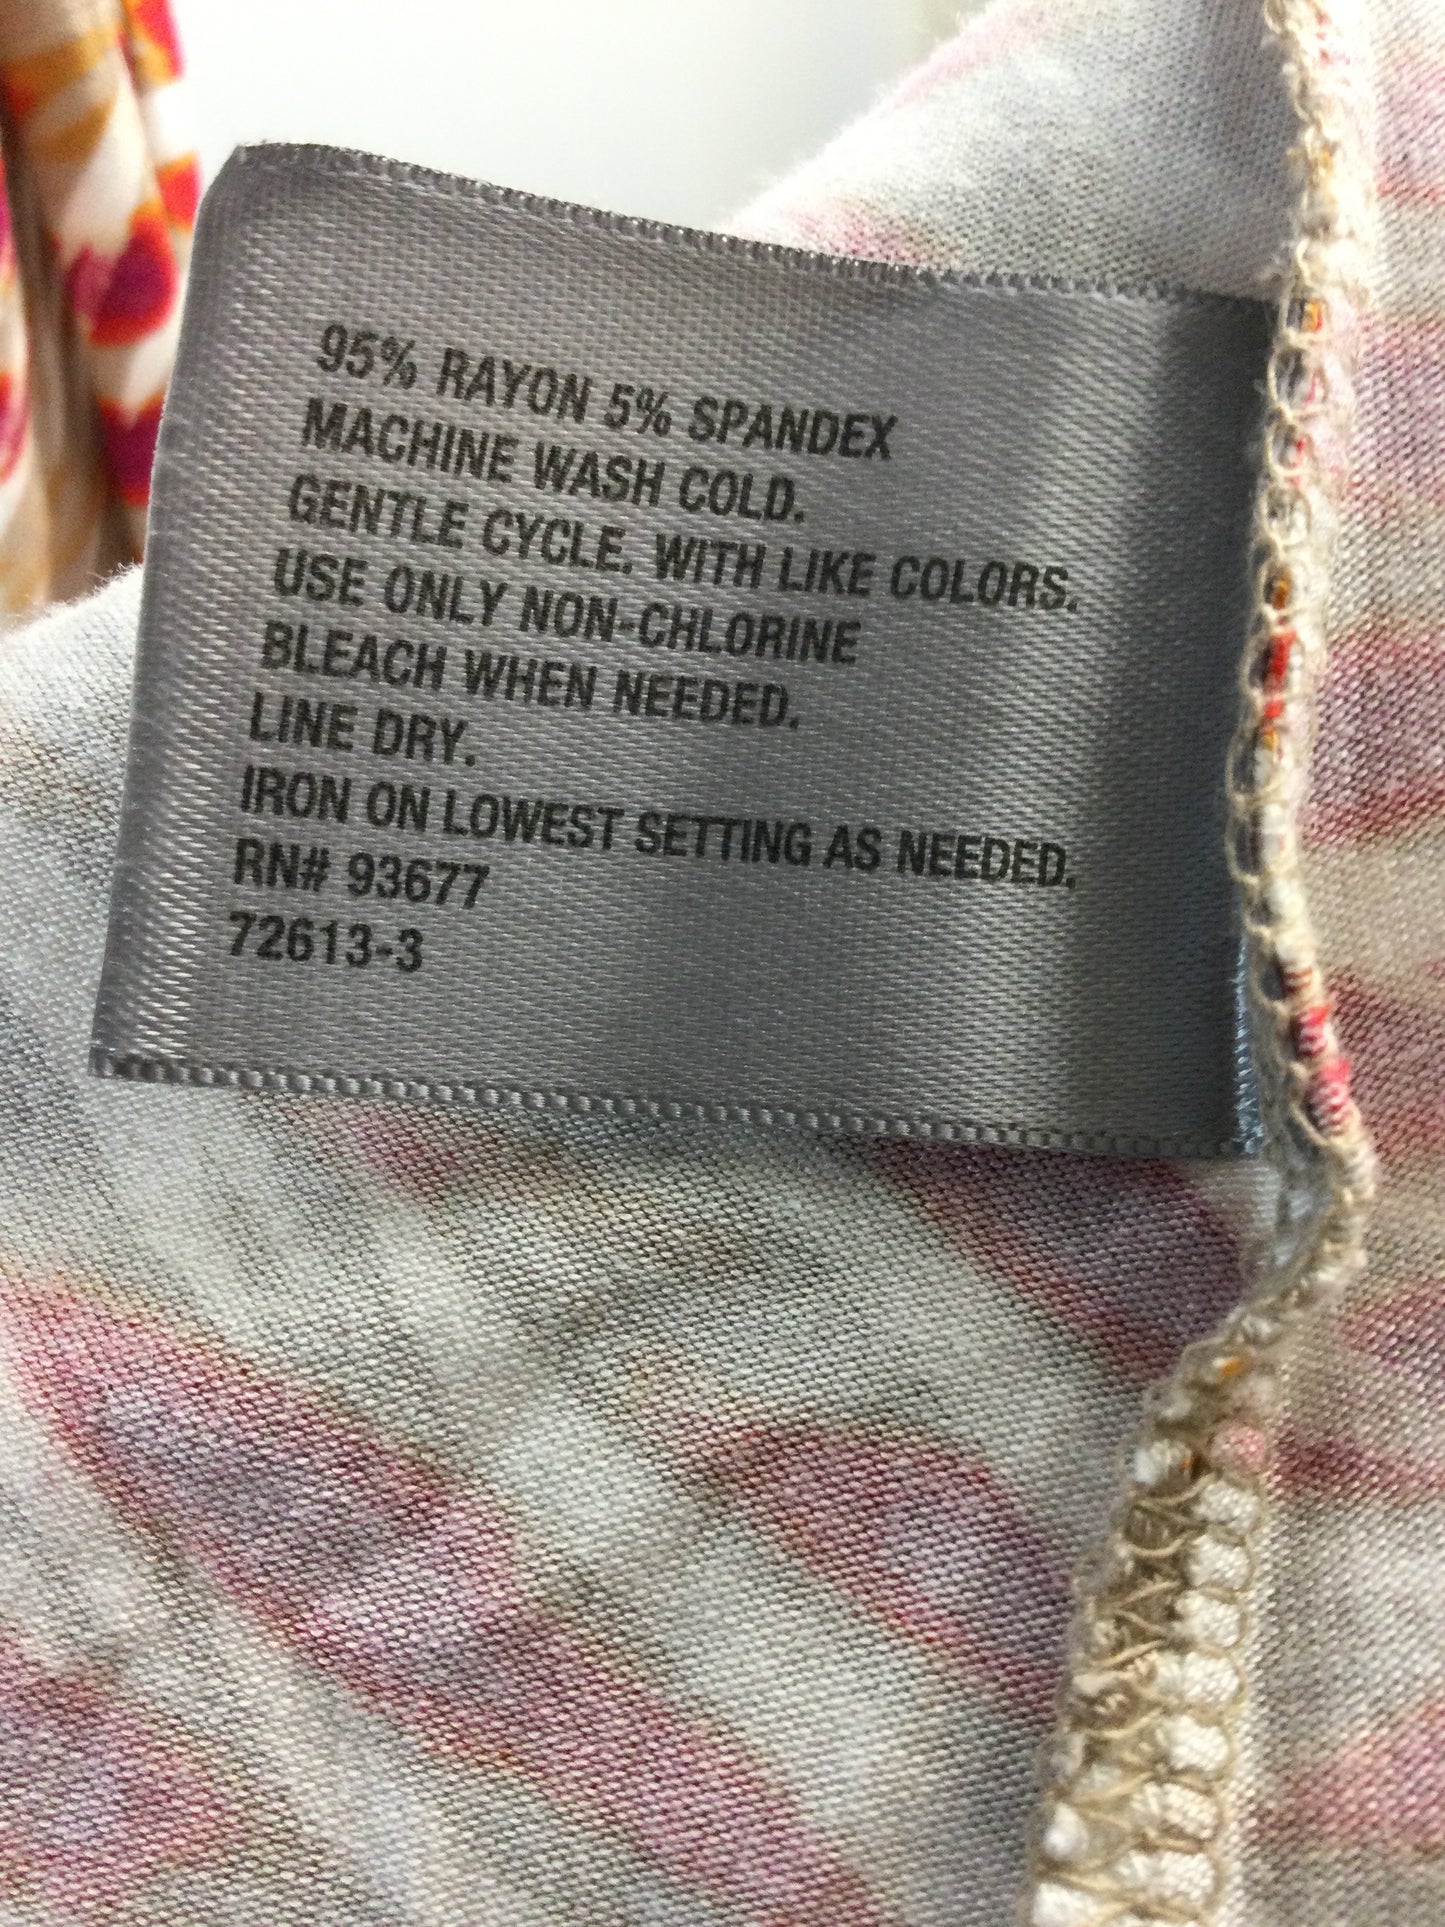 95% RAYON 5% SPANDEX
MACHINE WASH COLD.
GENTLE CYCLE. WITH LIKE COLORS.
USE ONLY NON-CHLORINE
BLEACH WHEN NEEDED.
LINE DRY.
IRON ON LOWEST SETTING AS NEEDED.
RN# 93677
72613-3